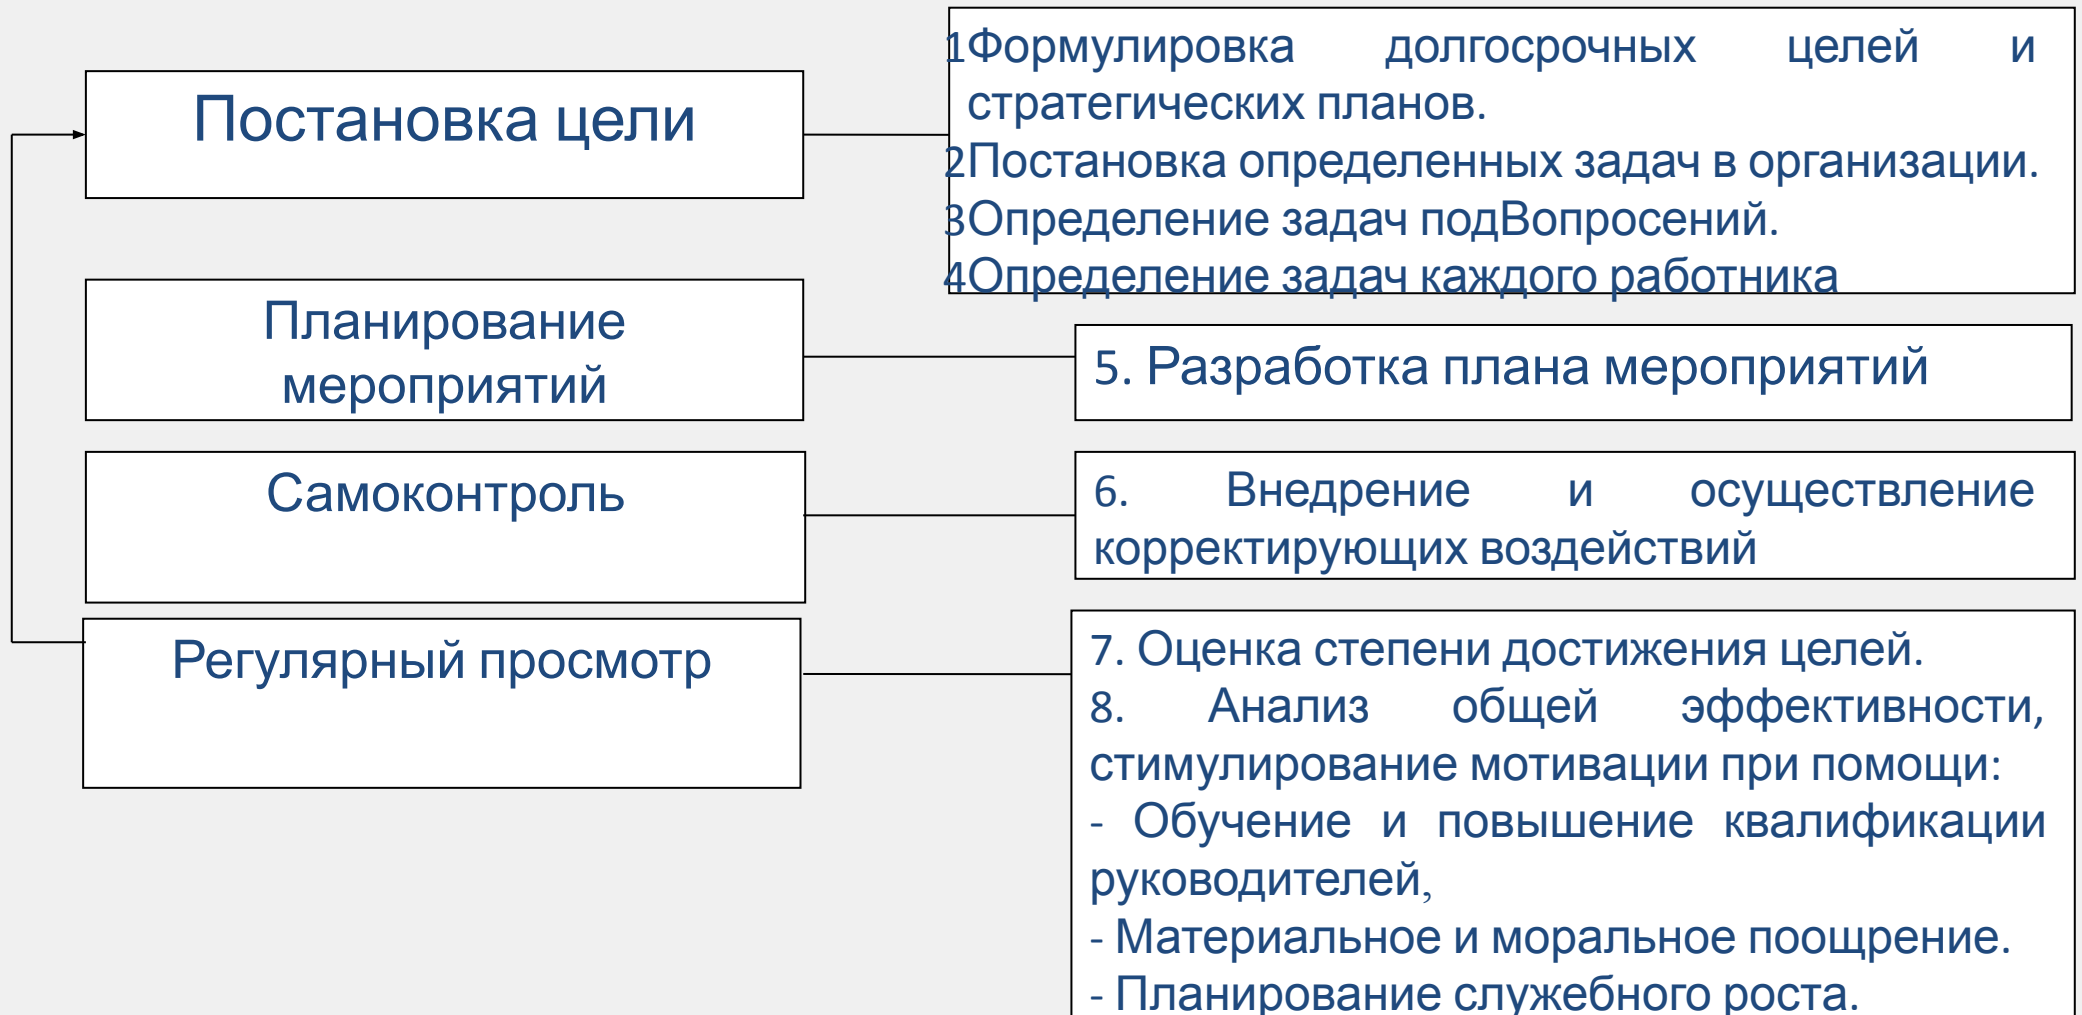 Постановка цели
1Формулировка долгосрочных целей и
стратегических планов.
2Постановка определенных задач в организации.
3Определение задач подВопросений.
4Определение задач каждого работника
Планирование
мероприятий
5. Разработка плана мероприятий
Самоконтроль
6. Внедрение и осуществление
корректирующих воздействий
Регулярный просмотр
7. Оценка степени достижения целей.
8. Анализ общей эффективности,
стимулирование мотивации при помощи:
- Обучение и повышение квалификации
руководителей,
- Материальное и моральное поощрение.
- Планирование служебного роста.